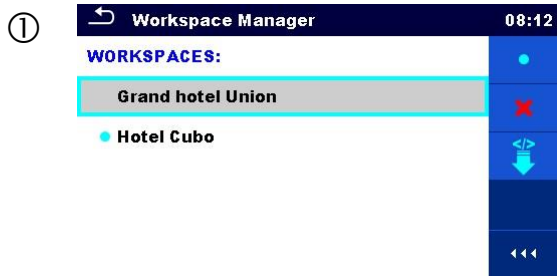 ①
Workspace Manager 08:12
WORKSPACES:
Grand hotel Union
Hotel Cubo
</>